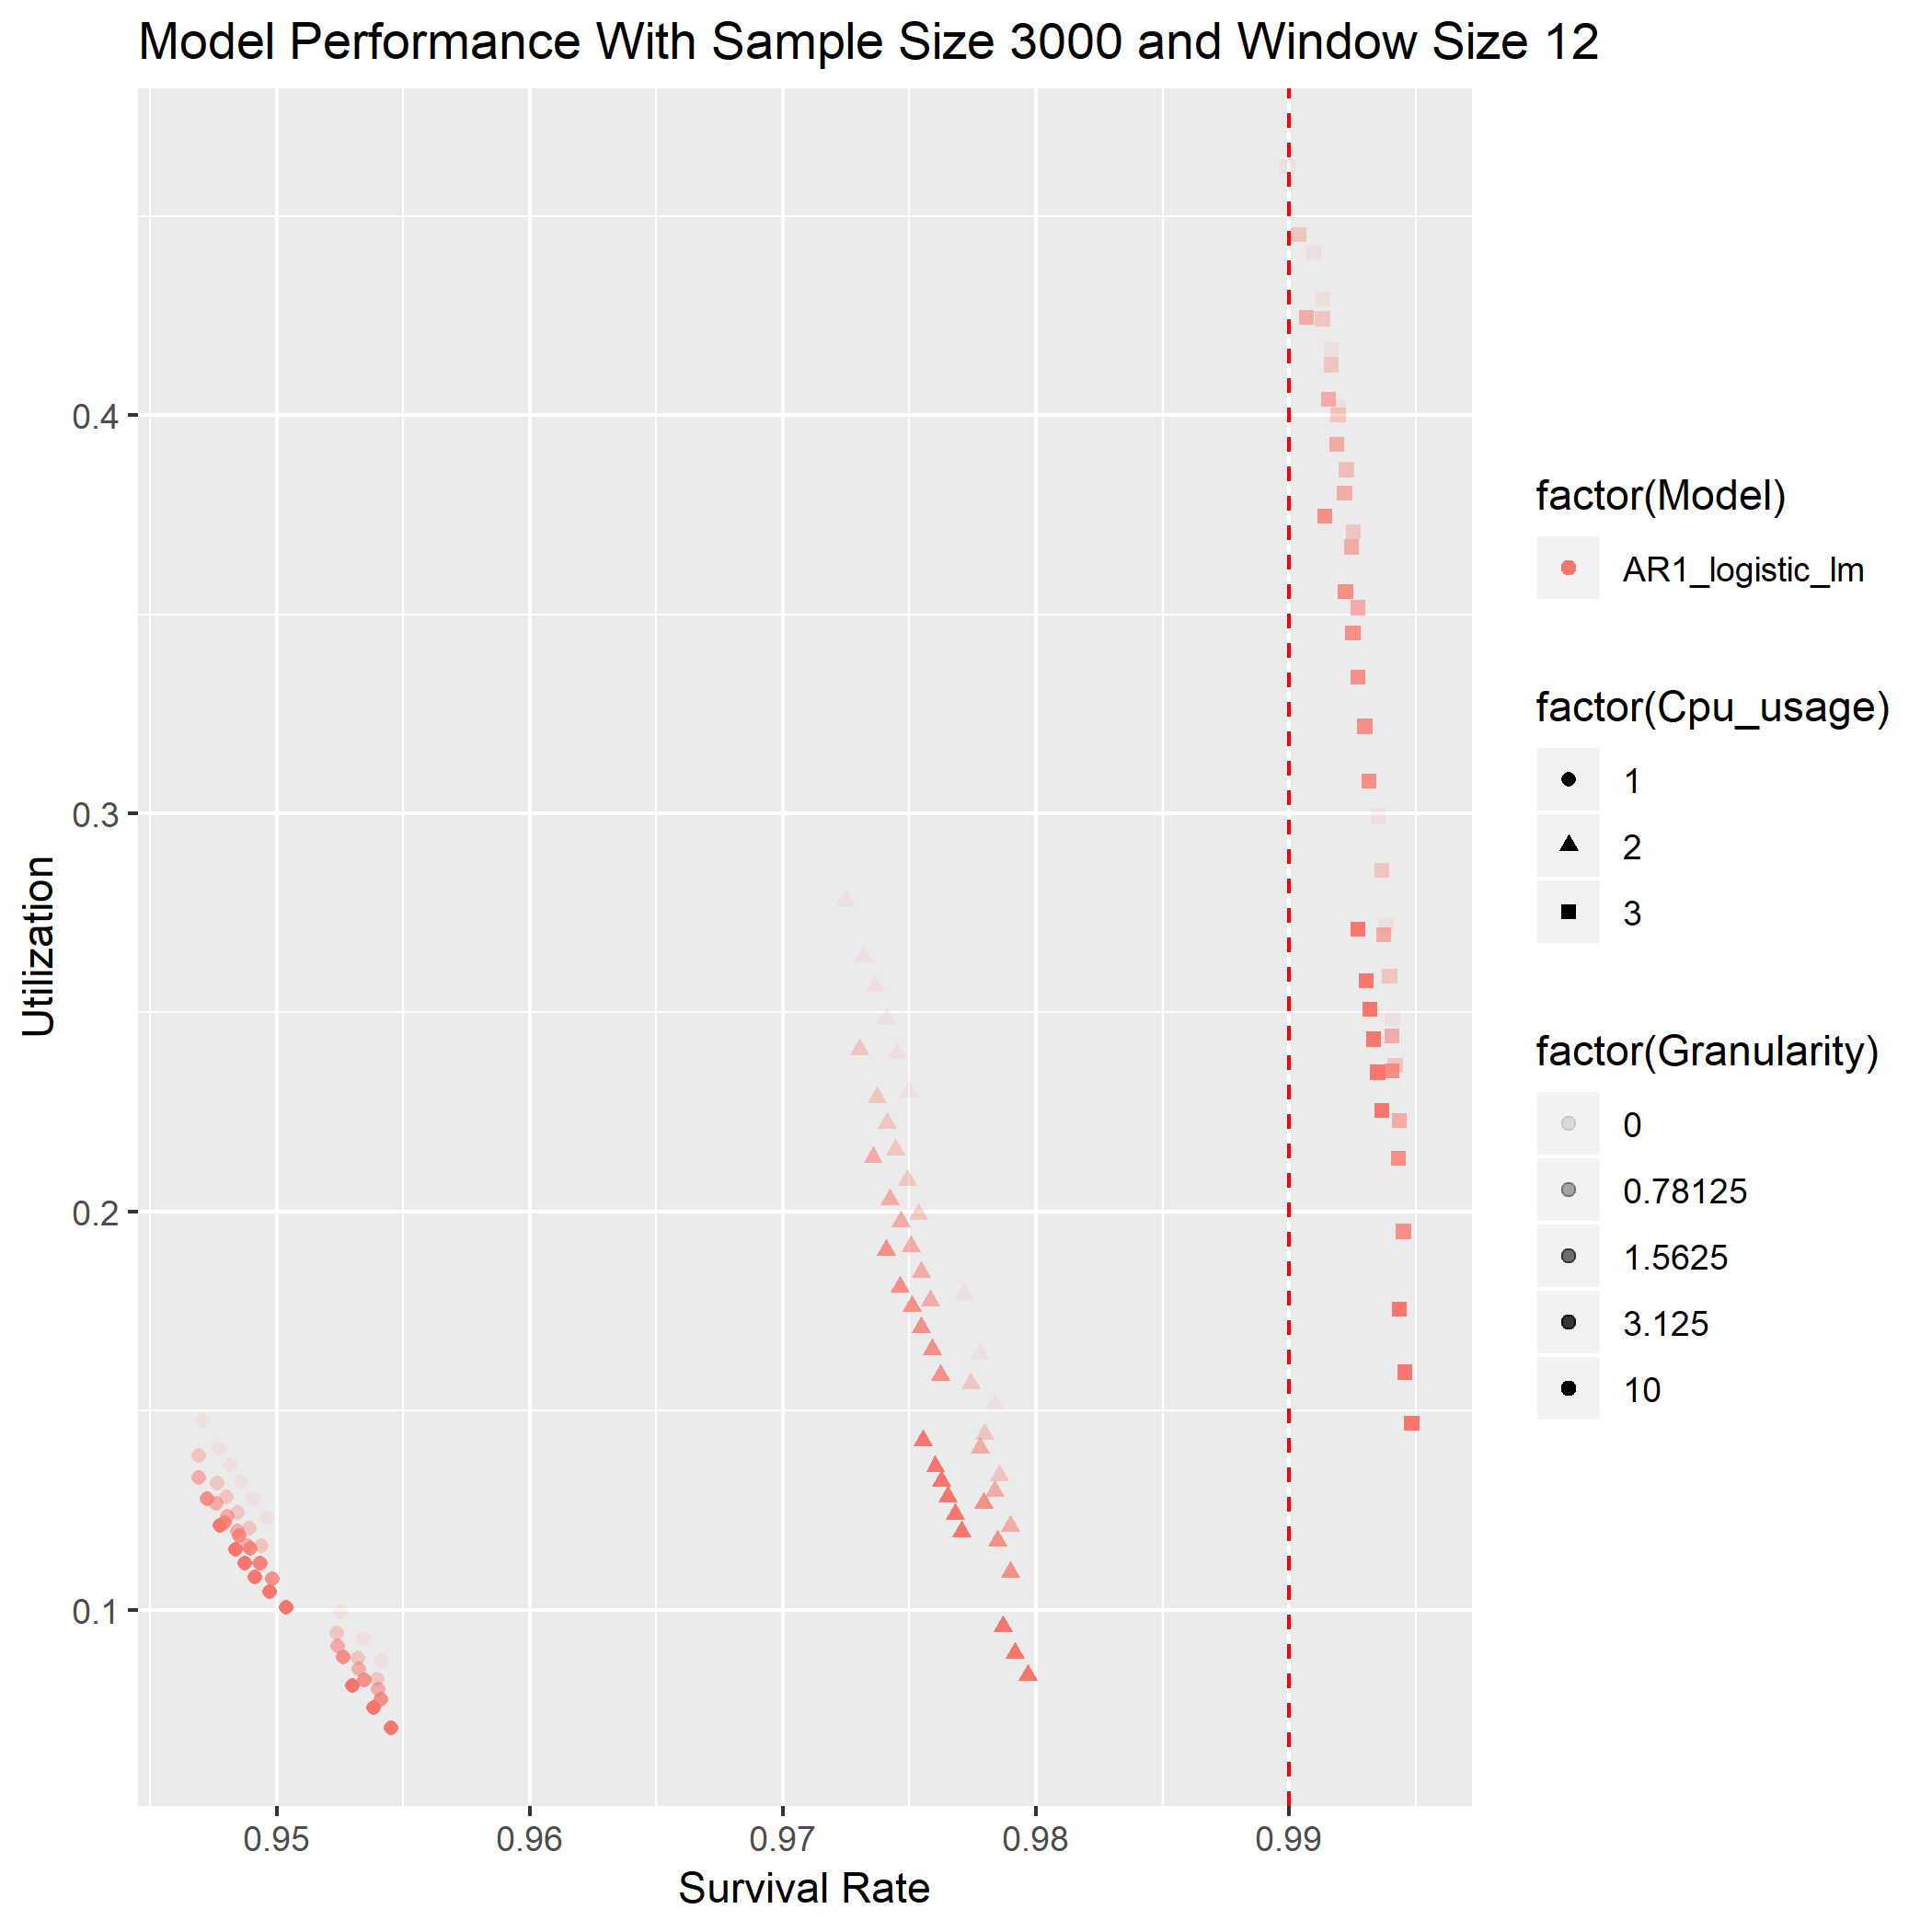 Model Performance With Sample Size 3000 and Window Size 12
Utilization
0.4
0.3
0.2
0.1
0.95
0.96
0.97
0.98
0.99
Survival Rate
factor(Model)
AR1_logistic_lm
factor(Cpu_usage)
1
2
3
factor(Granularity)
0
0.78125
1.5625
3.125
10